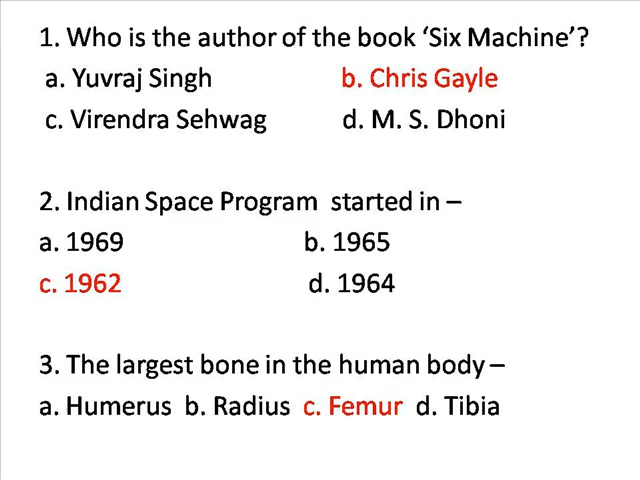 1. Who is the author of the book ‘Six Machine’?
a. Yuvraj Singh b. Chris Gayle
c. Virendra Sehwag d. M. S. Dhoni
2. Indian Space Program started in –
a. 1969 b. 1965
c. 1962 d. 1964
3. The largest bone in the human body –
a. Humerus b. Radius c. Femur d. Tibia